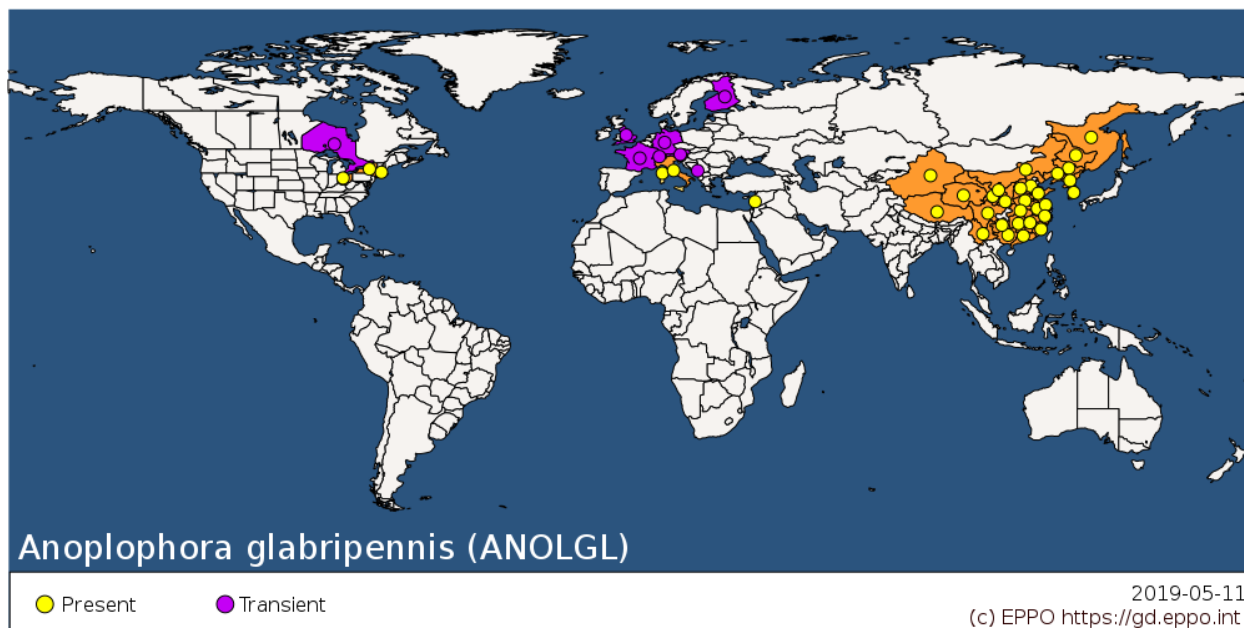 Anoplophora glabripennis (ANOLGL)
Present
Transient
2019-05-11
(c) EPPO https://gd.eppo.int